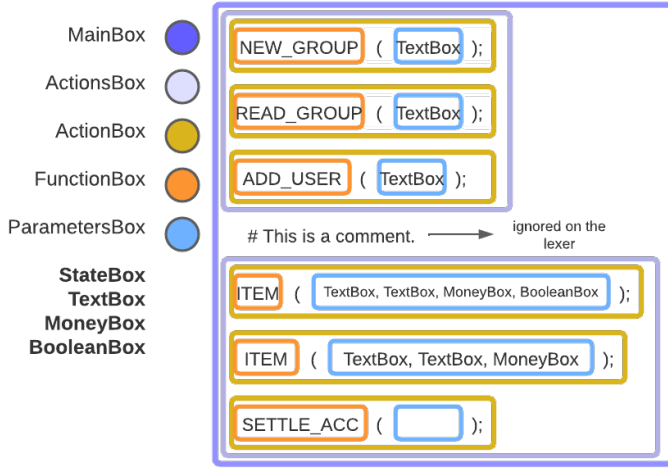 MainBox
ActionsBox
ActionBox
FunctionBox
ParametersBox
StateBox
TextBox
MoneyBox
BooleanBox
NEW_GROUP ( TextBox );
READ_GROUP ( TextBox );
ADD_USER ( TextBox );
# This is a comment.
ignored on the
lexer
ITEM ( TextBox, TextBox, MoneyBox, BooleanBox );
ITEM ( TextBox, TextBox, MoneyBox );
SETTLE_ACC ( );